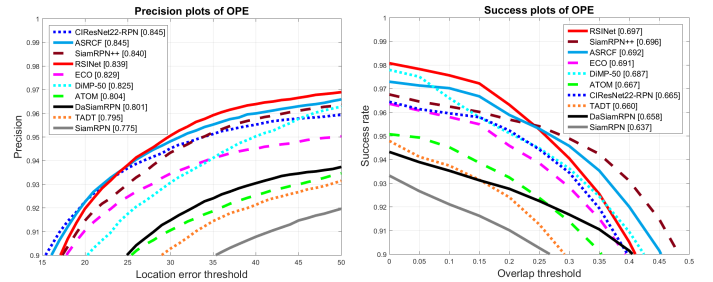 Precision plots of OPE
CIResNet22-RPN [0.845]
ASRCF [0.845]
SiamRPN++ [0.840]
RSINet [0.839]
ECO [0.829]
DiMP-50 [0.825]
ATOM [0.804]
DaSiamRPN [0.801]
TADT [0.795]
SiamRPN [0.775]
Precision
1
0.99
0.98
0.97
0.96
0.95
0.94
0.93
0.92
0.91
0.9
15 20 25 30 35 40 45 50
Location error threshold
Success plots of OPE
RSINet [0.697]
SiamRPN++ [0.696]
ASRCF [0.692]
ECO [0.691]
DiMP-50 [0.687]
ATOM [0.667]
CIResNet22-RPN [0.665]
TADT [0.660]
DaSiamRPN [0.658]
SiamRPN [0.637]
Success rate
1
0.99
0.98
0.97
0.96
0.95
0.94
0.93
0.92
0.91
0.9
0 0.05 0.1 0.15 0.2 0.25 0.3 0.35 0.4 0.45 0.5
Overlap threshold